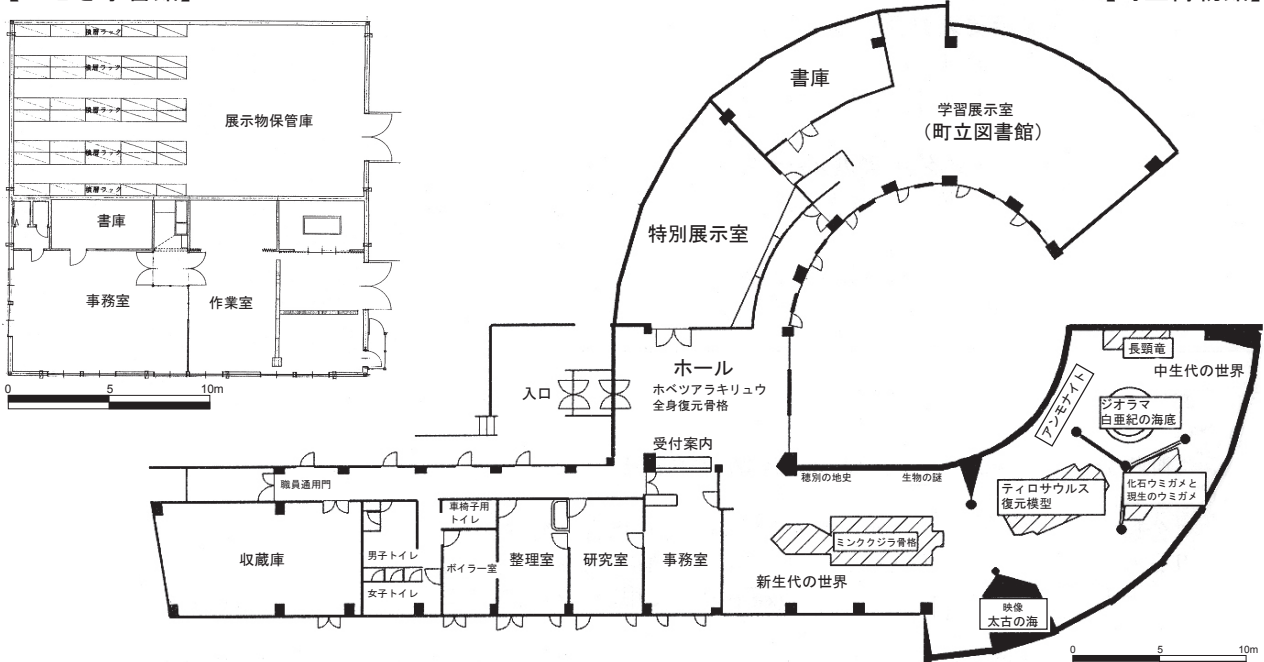 積層ラック
積層ラック
積層ラック
積層ラック
積層ラック
展示物保管庫
書庫
事務室
作業室
0
5
10m
書庫
学習展示室
(町立図書館)
特別展示室
ホール
ホベツアラキリュウ
全身復元骨格
入口
受付案内
職員通用門
収蔵庫
男子トイレ
女子トイレ
車椅子用
トイレ
ボイラー室
整理室
研究室
事務室
穂別の地史
生物の謎
ミンククジラ骨格
新生代の世界
長頸竜
中生代の世界
アンモナイト
ジオラマ
白亜紀の海底
ティロサウルス
復元模型
化石ウミガメと
現生のウミガメ
映像
太古の海
0
5
10m